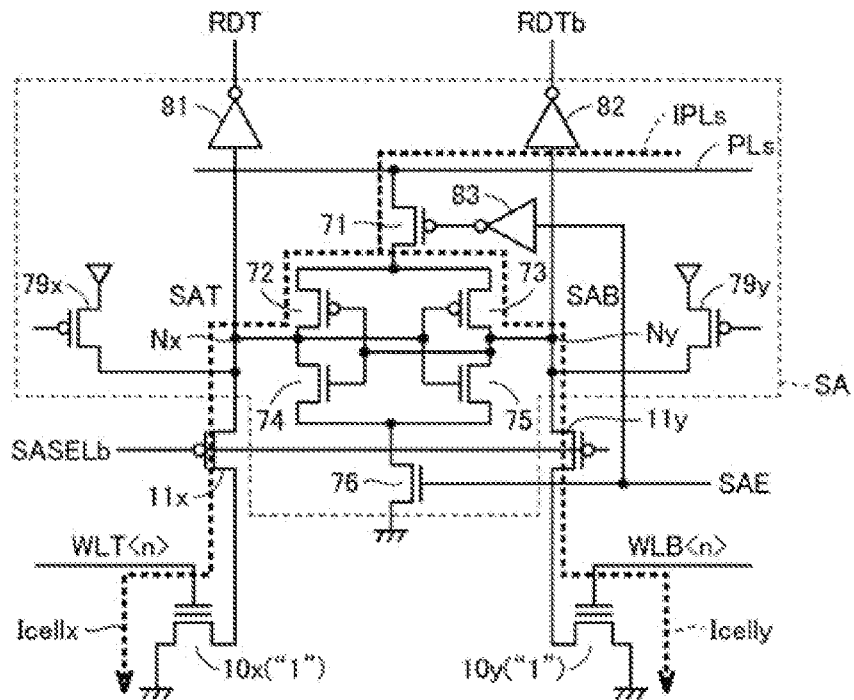 RDT
RDTb
81
82
IPLs
PLs
83
71
79x
SAT
72
73
SAB
79y
Nx
Ny
74
75
SA
11y
SASELb
76
11x
SAE
WLT<n>
WLB<n>
Icellx
Icelly
10x("1")
10y("1")